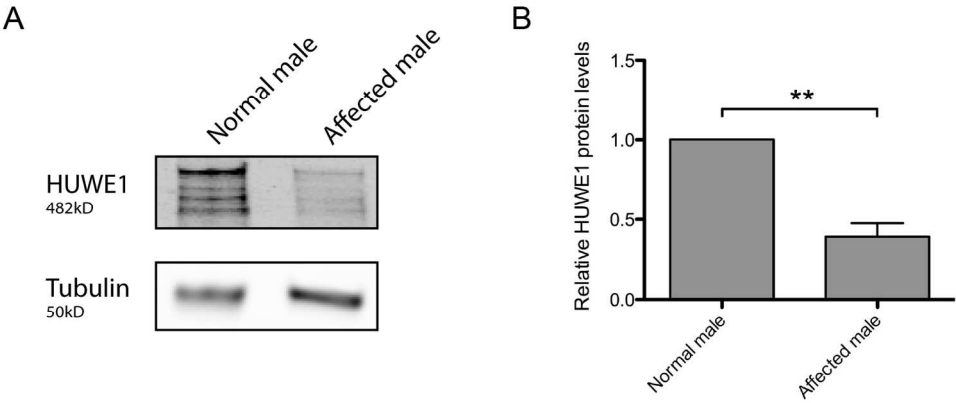 A
Normal male
Affected male
HUWE1
482kD
Tubulin
50kD
B
Relative HUWE1 protein levels
1.5
1.0
0.5
0.0
**
Normal male
Affected male